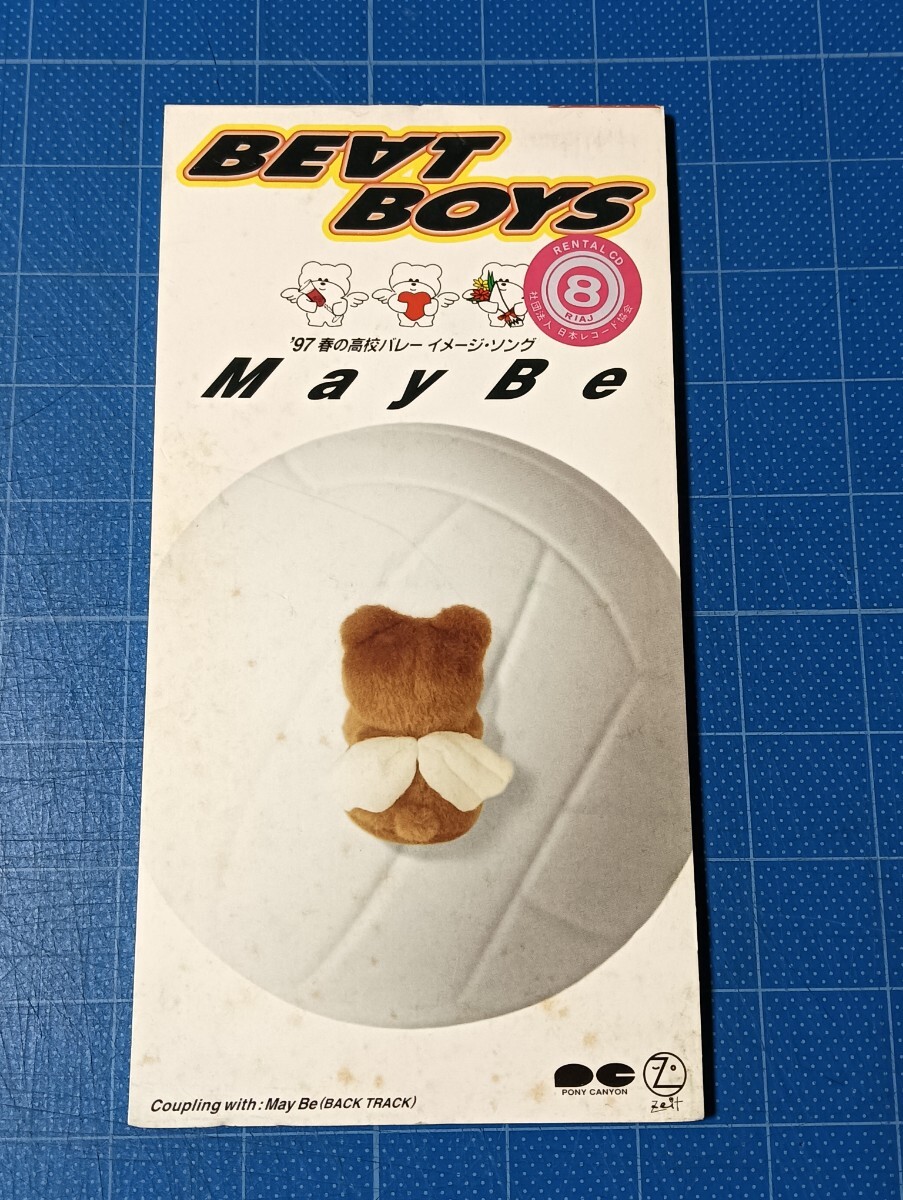 BEAT
BOYS
RENTAL CD
8
RIAJ
社団法人 日本レコード協会
'97 春の高校バレー イメージ・ソング
May Be
PONY CANYON
Zeit
Coupling with : May Be (BACK TRACK)